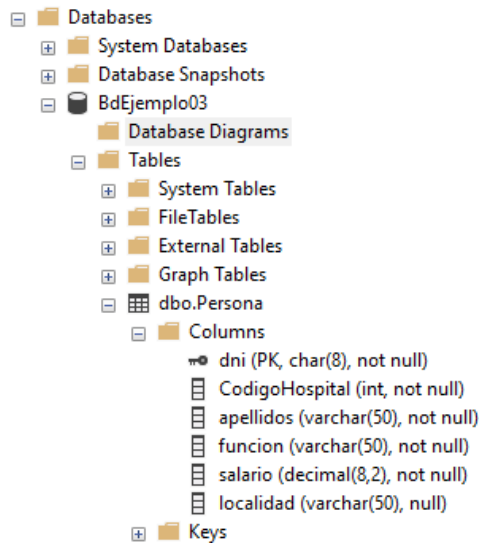 Databases
System Databases
Database Snapshots
BdEjemplo03
Database Diagrams
Tables
System Tables
FileTables
External Tables
Graph Tables
dbo.Persona
Columns
dni (PK, char(8), not null)
CodigoHospital (int, not null)
apellidos (varchar(50), not null)
funcion (varchar(50), not null)
salario (decimal(8,2), not null)
localidad (varchar(50), null)
Keys